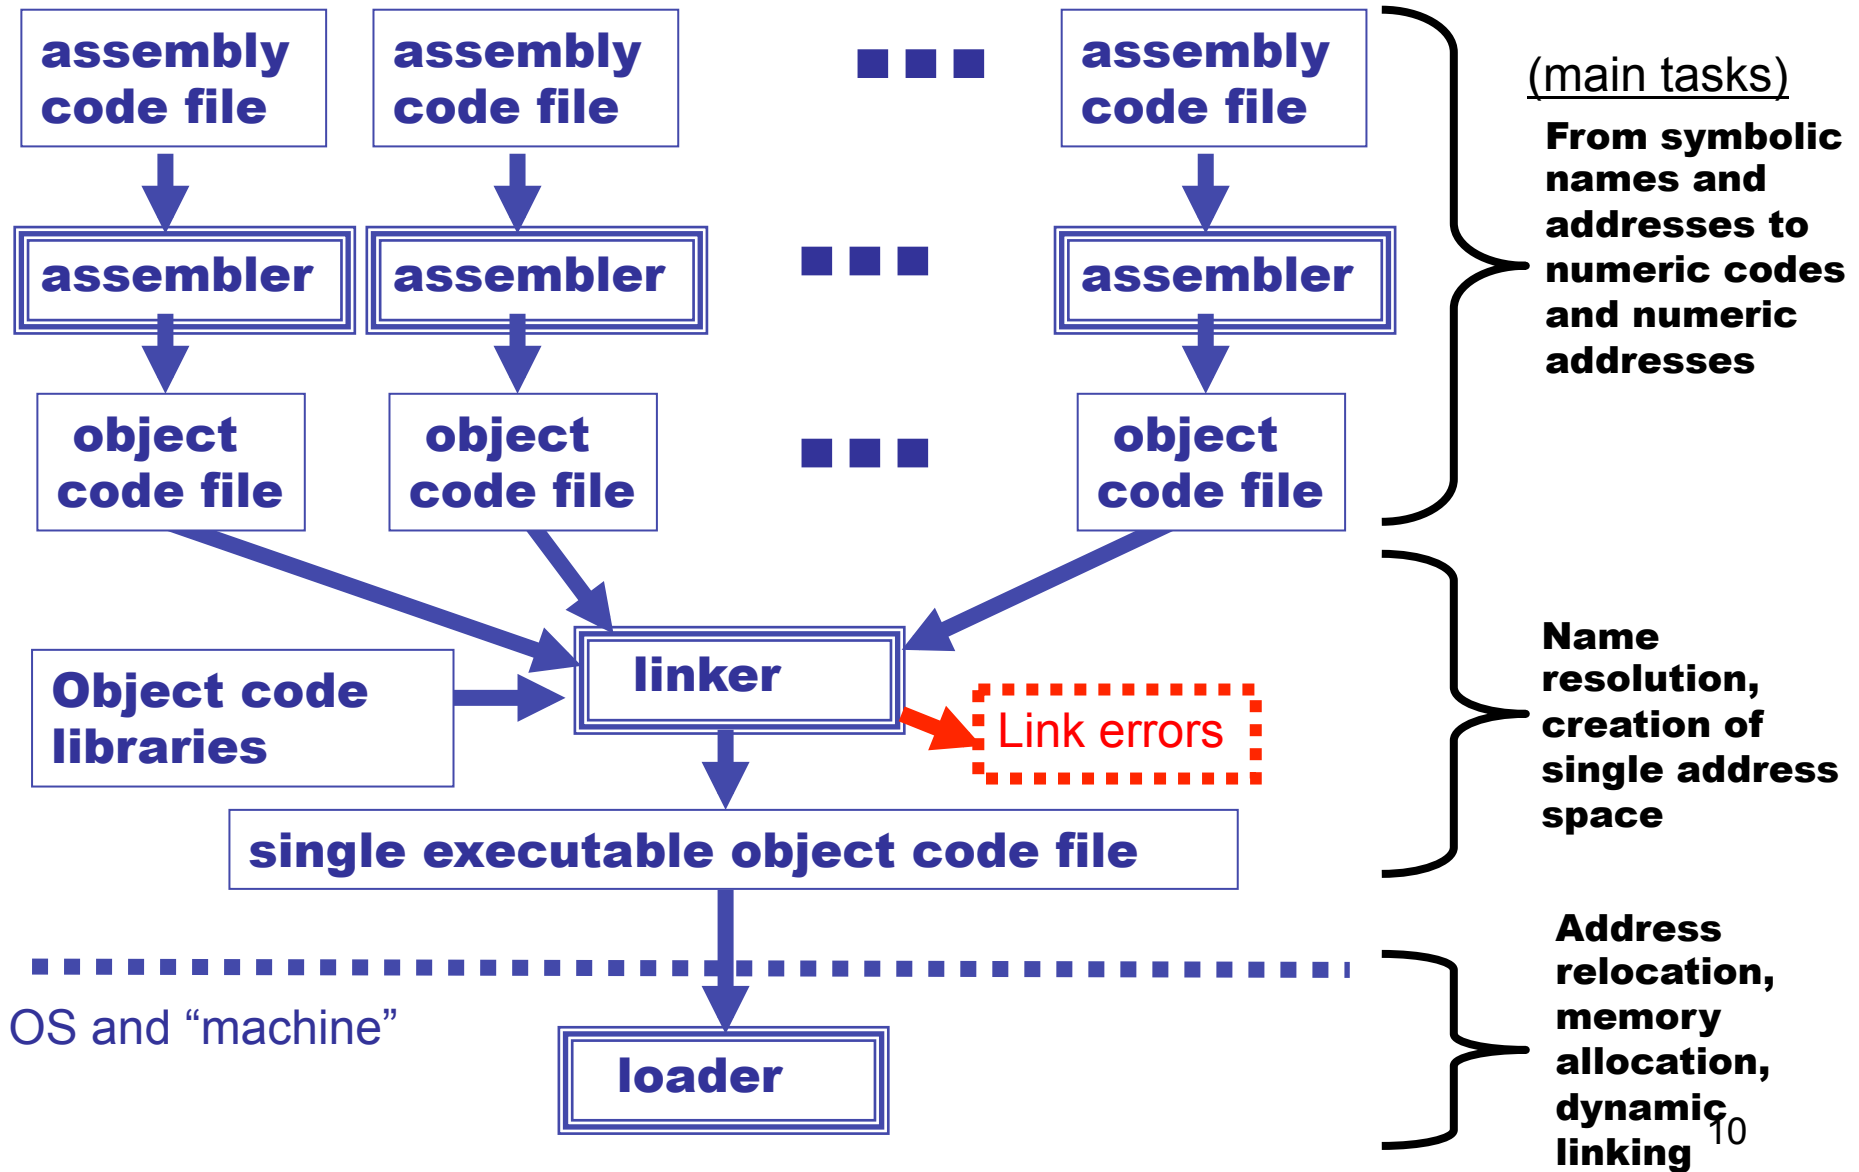 assembly
code file
assembly
code file
assembly
code file
(main tasks)
From symbolic
names and
addresses to
numeric codes
and numeric
addresses
assembler
assembler
assembler
object
code file
object
code file
object
code file
Name
resolution,
creation of
single address
space
Object code
libraries
linker
Link errors
single executable object code file
Address
relocation,
memory
allocation,
dynamic
linking
OS and “machine”
loader
10